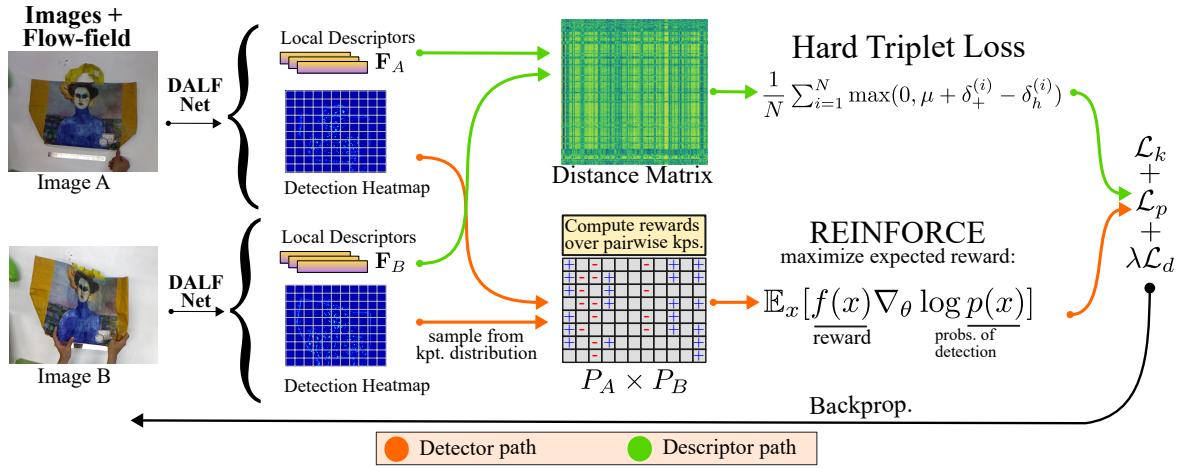 Images +
Flow-field
Image A
DALF
Net
Local Descriptors
F_A
Detection Heatmap
Image B
DALF
Net
Local Descriptors
F_B
Detection Heatmap
sample from
kpt. distribution
Distance Matrix
Compute rewards
over pairwise kps.
P_A × P_B
Hard Triplet Loss
1/N ∑_{i=1}^{N} max(0, μ + δ_+^{(i)} − δ_h^{(i)})
REINFORCE
maximize expected reward:
𝔼_x[f(x)∇_θ log p(x)]
reward
probs. of
detection
ℒ_k
+
ℒ_p
+
λℒ_d
Backprop.
Detector path
Descriptor path